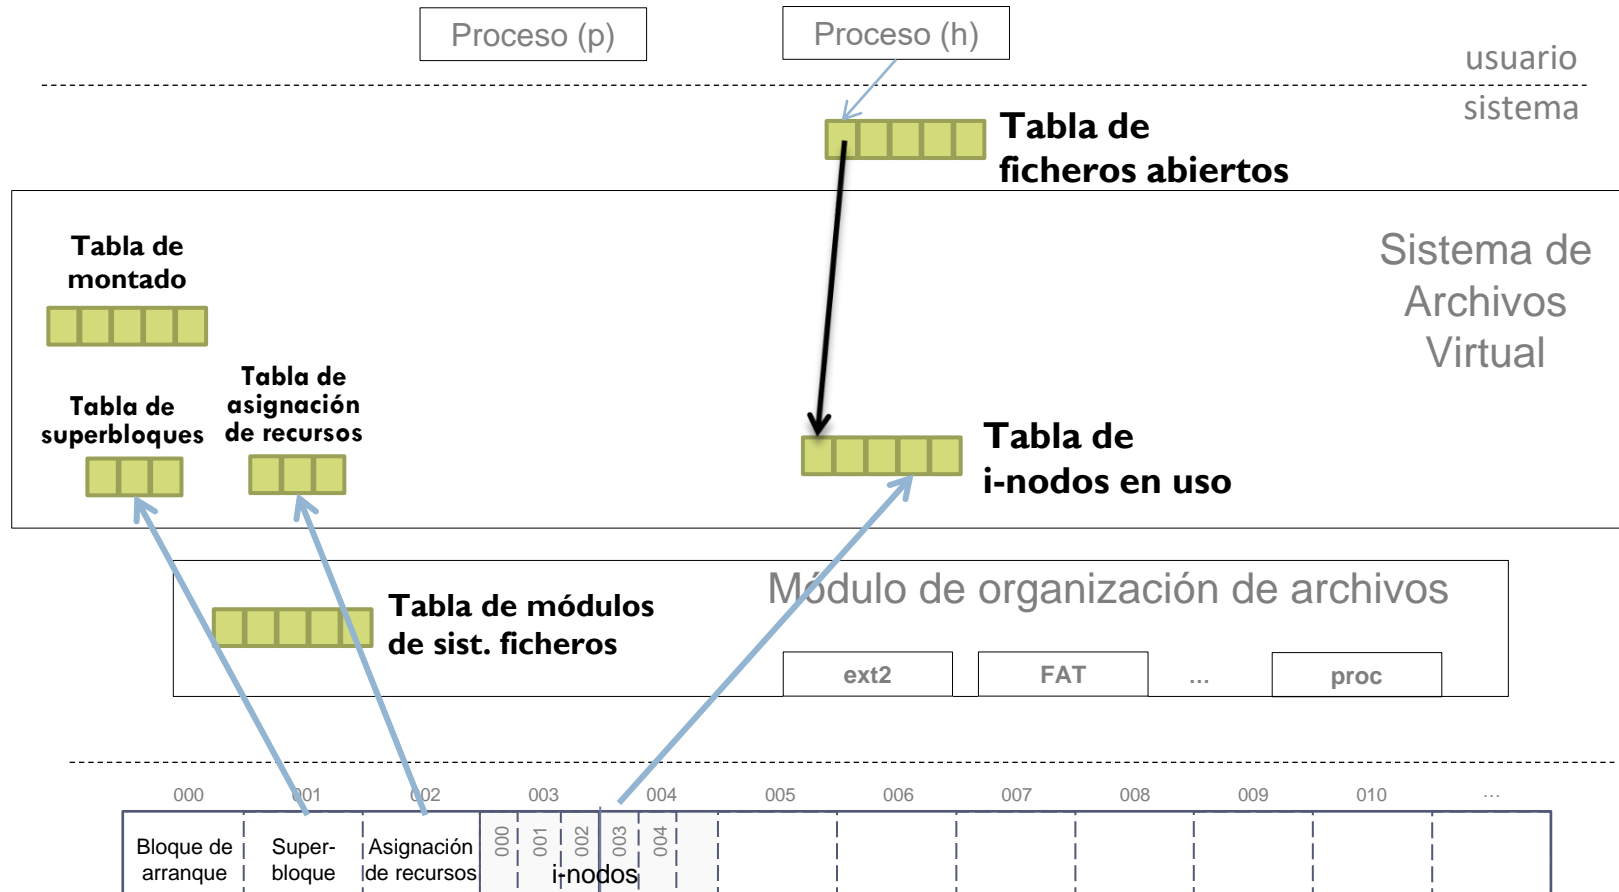 Proceso (p)
Proceso (h)
usuario
sistema
Tabla de
ficheros abiertos
Sistema de
Archivos
Virtual
Tabla de
montado
Tabla de
superbloques
Tabla de
asignación
de recursos
Tabla de
i-nodos en uso
Módulo de organización de archivos
Tabla de módulos
de sist. ficheros
ext2
FAT
...
proc
000 001 002 003 004 005 006 007 008 009 010 ...
Bloque de
arranque
Super-
bloque
Asignación
de recursos
000 001 002 003 004
i-nodos